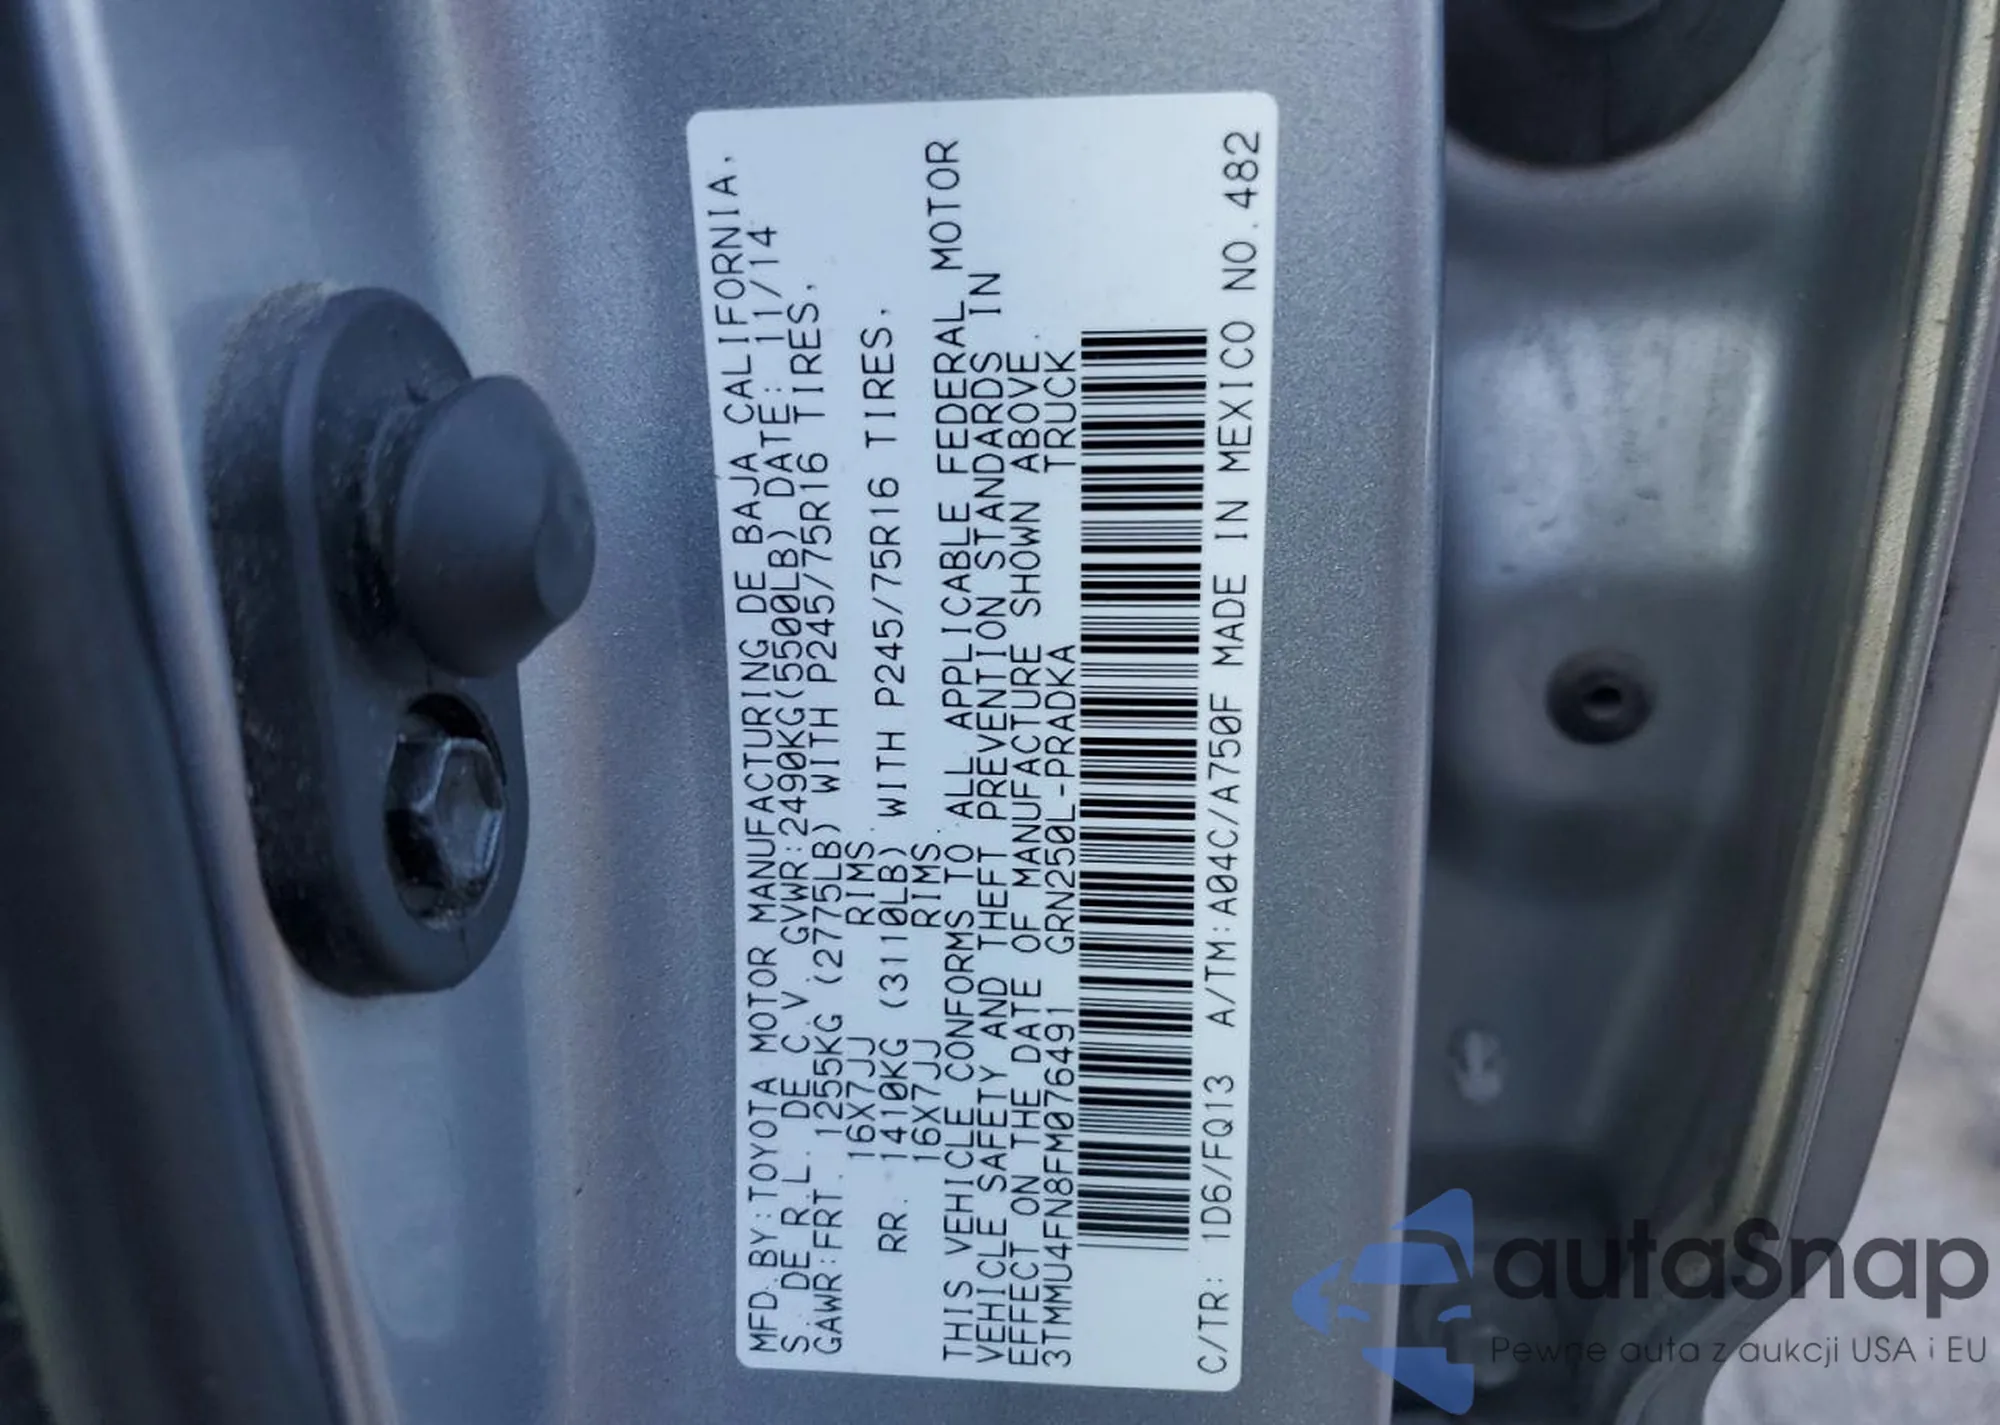 MFD.BY:TOYOTA MOTOR MANUFACTURING DE BAJA CALIFORNIA,
S. DE R.L. DE C.V. GVWR:2490KG(5500LB) DATE: 11/14
GAWR:FRT. 1255KG (2775LB) WITH P245/75R16 TIRES,
16X7JJ RIMS.
RR. 1410KG (3110LB) WITH P245/75R16 TIRES,
16X7JJ RIMS.
THIS VEHICLE CONFORMS TO ALL APPLICABLE FEDERAL MOTOR
VEHICLE SAFETY AND THEFT PREVENTION STANDARDS IN
EFFECT ON THE DATE OF MANUFACTURE SHOWN ABOVE.
3TMMU4FN8FM076491 GRN250L-PRADKA TRUCK
C/TR: 1D6/FQ13 A/TM:A04C/A750F MADE IN MEXICO NO.482
autaSnap
Pewne auta z aukcji USA i EU